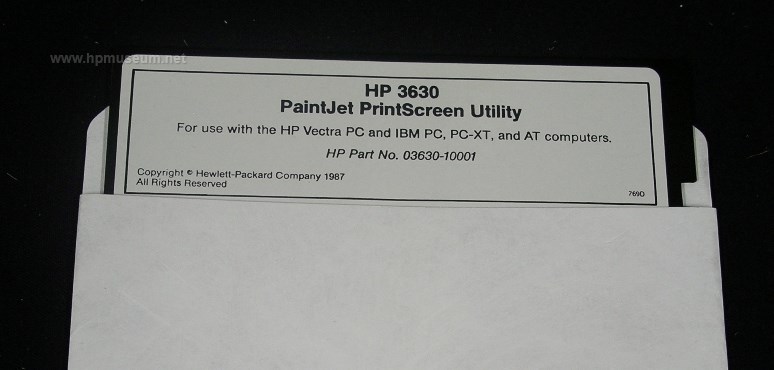 www.hpmuseum.net
HP 3630
PaintJet PrintScreen Utility
For use with the HP Vectra PC and IBM PC, PC-XT, and AT computers.
HP Part No. 03630-10001
Copyright © Hewlett-Packard Company 1987
All Rights Reserved
769D